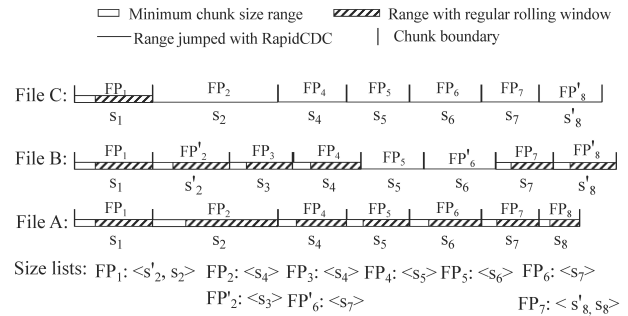 Minimum chunk size range Range with regular rolling window
Range jumped with RapidCDC Chunk boundary
FP1 FP2 FP4 FP5 FP6 FP7 FP'8
File C:
s1 s2 s4 s5 s6 s7 s'8
FP1 FP'2 FP3 FP4 FP5 FP'6 FP7 FP'8
File B:
s1 s'2 s3 s4 s5 s6 s7 s'8
FP1 FP2 FP4 FP5 FP6 FP7 FP8
File A:
s1 s2 s4 s5 s6 s7 s8
Size lists: FP1: <s'2, s2> FP2: <s4> FP3: <s4> FP4: <s5> FP5: <s6> FP6: <s7>
FP'2: <s3> FP'6: <s7> FP7: < s'8, s8>